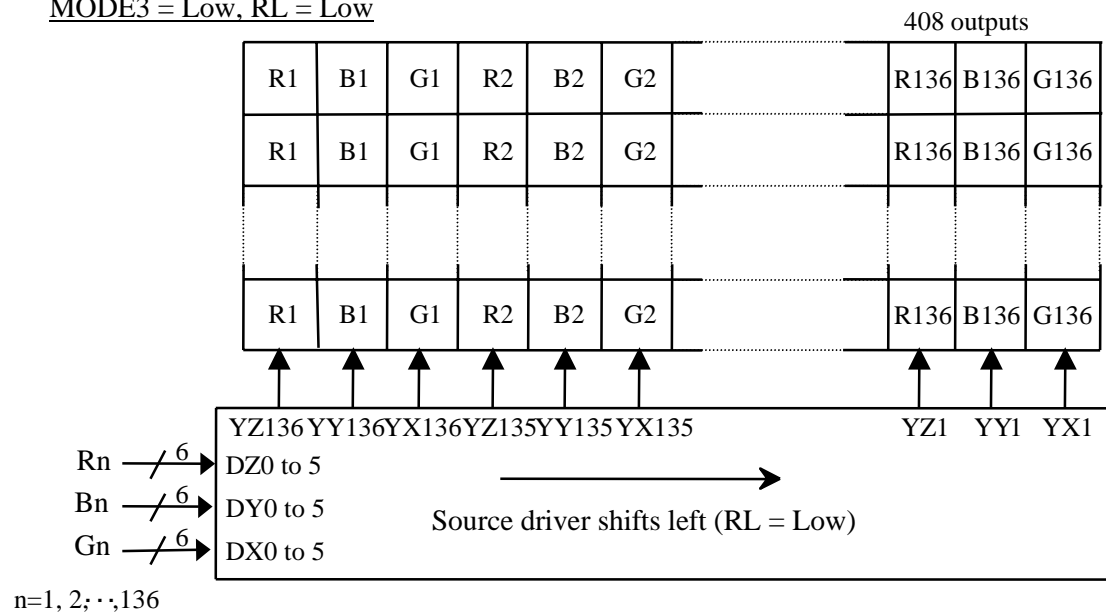 MODE3 = Low, RL = Low
408 outputs
R1 B1 G1 R2 B2 G2 R136 B136 G136
R1 B1 G1 R2 B2 G2 R136 B136 G136
R1 B1 G1 R2 B2 G2 R136 B136 G136
YZ136 YY136 YX136 YZ135 YY135 YX135 YZ1 YY1 YX1
Rn 6 DZ0 to 5
Bn 6 DY0 to 5
Source driver shifts left (RL = Low)
Gn 6 DX0 to 5
n=1, 2;··,136